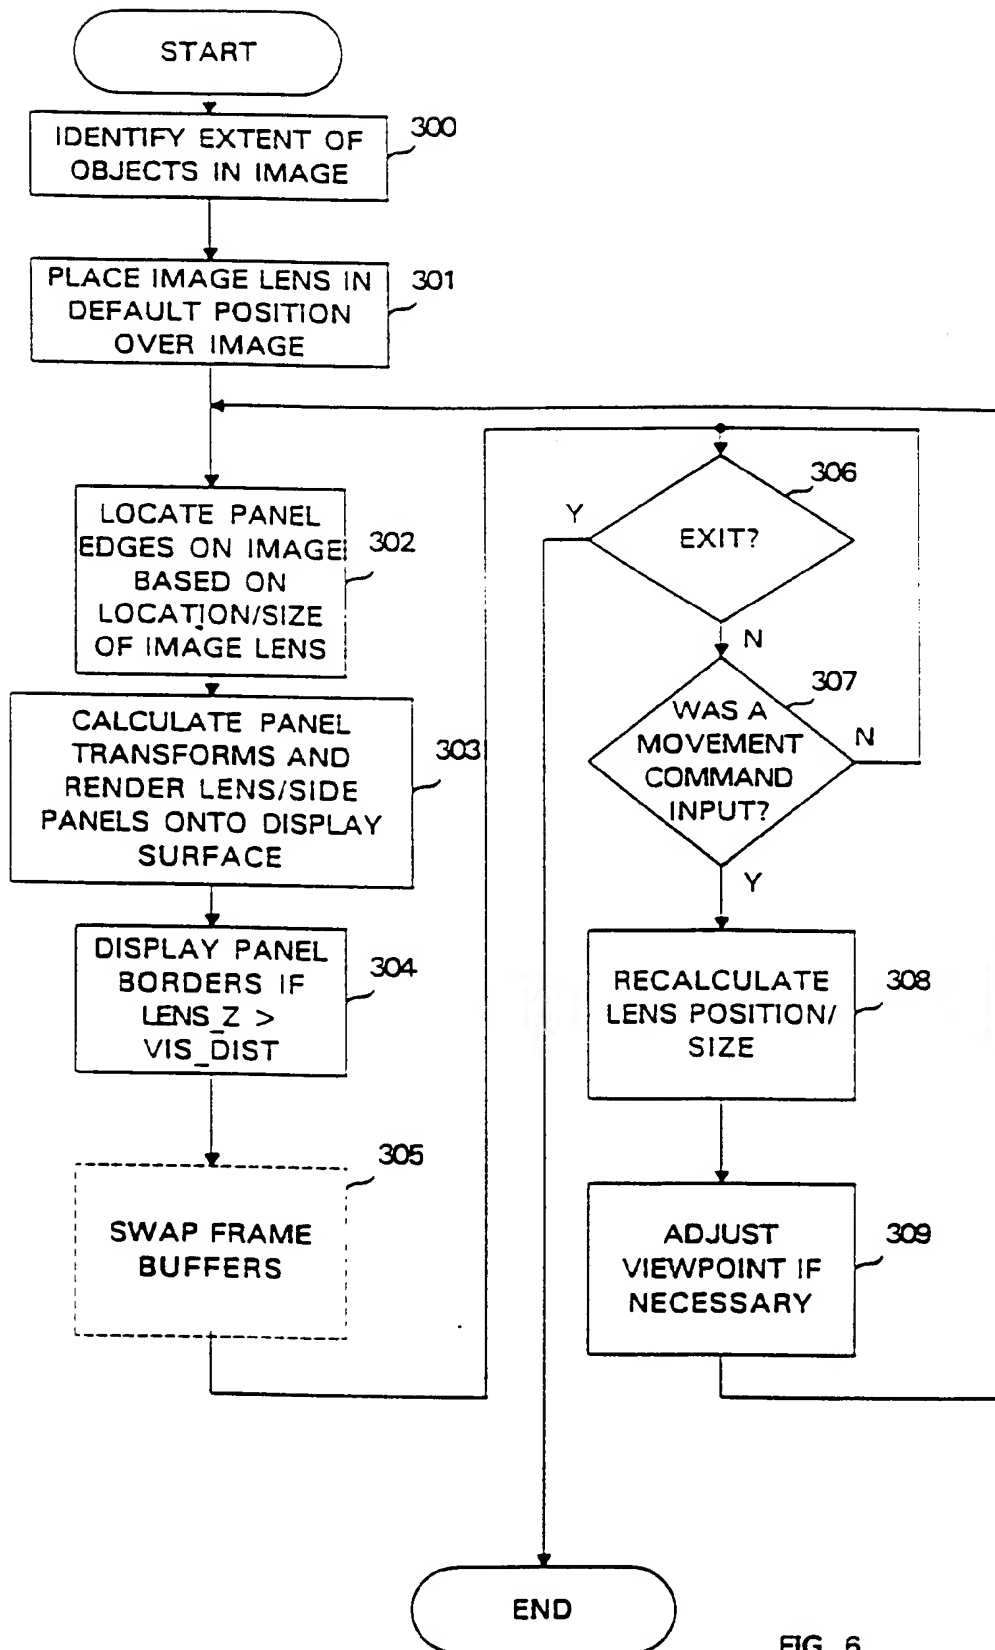 START
300
IDENTIFY EXTENT OF
OBJECTS IN IMAGE
301
PLACE IMAGE LENS IN
DEFAULT POSITION
OVER IMAGE
302
LOCATE PANEL
EDGES ON IMAGE
BASED ON
LOCATION/SIZE
OF IMAGE LENS
303
CALCULATE PANEL
TRANSFORMS AND
RENDER LENS/SIDE
PANELS ONTO DISPLAY
SURFACE
304
DISPLAY PANEL
BORDERS IF
LENS_Z >
VIS_DIST
305
SWAP FRAME
BUFFERS
306
Y
EXIT?
N
307
WAS A
MOVEMENT
COMMAND
INPUT?
N
Y
308
RECALCULATE
LENS POSITION/
SIZE
309
ADJUST
VIEWPOINT IF
NECESSARY
END
FIG. 6